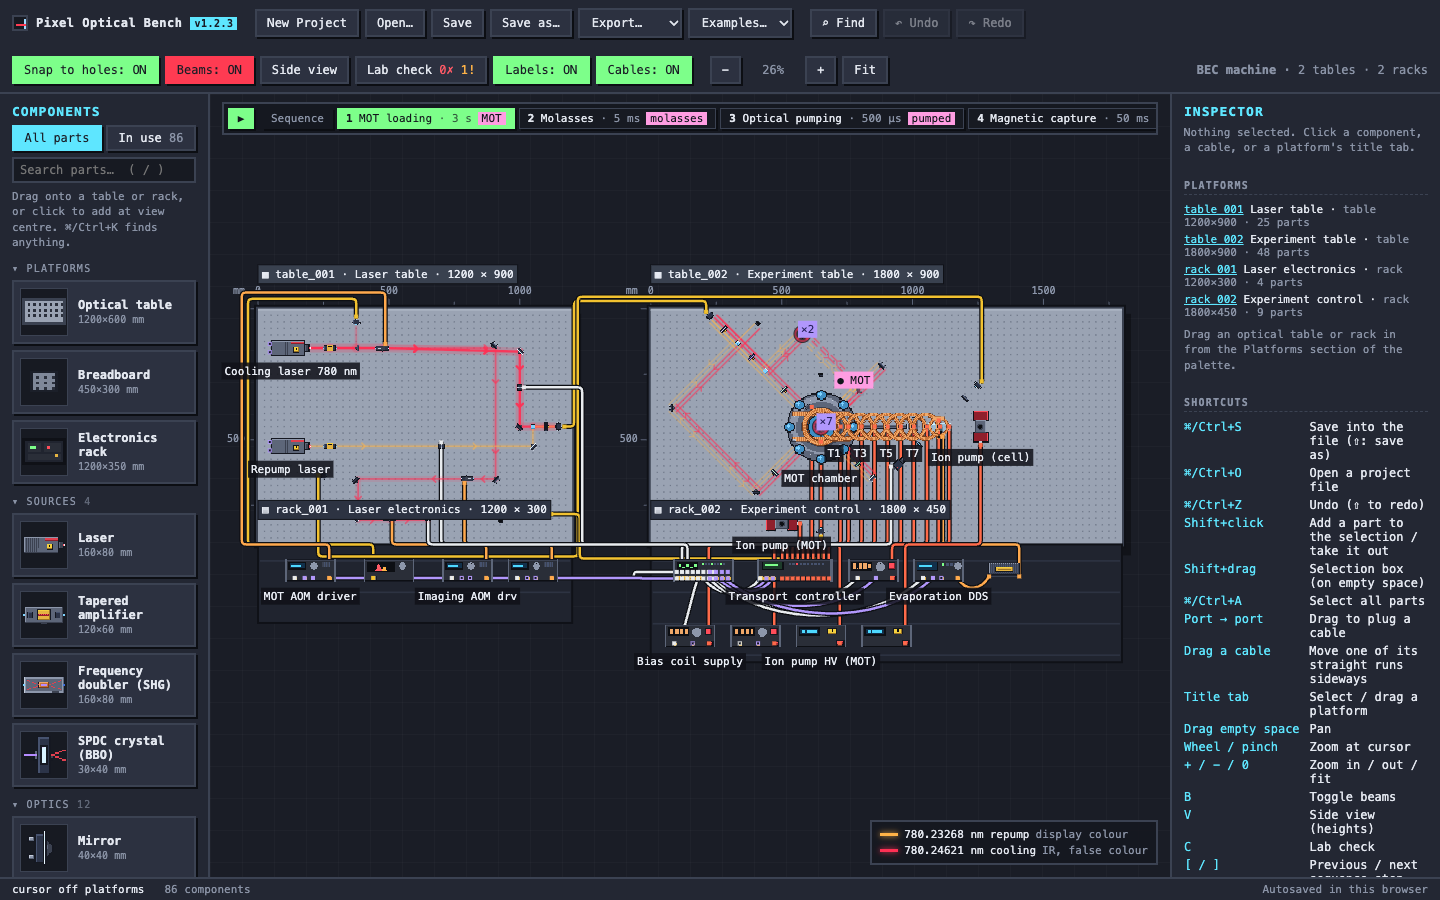 Pixel Optical Bench v1.2.3 New Project Open… Save Save as… Export… Examples… ⌕ Find ↶ Undo ↷ Redo
Snap to holes: ON Beams: ON Side view Lab check 0✗ 1! Labels: ON Cables: ON − 26% + Fit BEC machine · 2 tables · 2 racks
COMPONENTS
All parts In use 86
Search parts… ( / )
Drag onto a table or rack,
or click to add at view
centre. ⌘/Ctrl+K finds
anything.
▾ PLATFORMS
Optical table
1200×600 mm
Breadboard
450×300 mm
Electronics
rack
1200×350 mm
▾ SOURCES 4
Laser
160×80 mm
Tapered
amplifier
120×60 mm
Frequency
doubler (SHG)
160×80 mm
SPDC crystal
(BBO)
30×40 mm
▾ OPTICS 12
Mirror
40×40 mm
▶ Sequence 1 MOT loading · 3 s MOT 2 Molasses · 5 ms molasses 3 Optical pumping · 500 µs pumped 4 Magnetic capture · 50 ms
table_001 · Laser table · 1200 × 900
mm 0 500 1000
Cooling laser 780 nm
50
Repump laser
rack_001 · Laser electronics · 1200 × 300
MOT AOM driver
Imaging AOM drv
table_002 · Experiment table · 1800 × 900
mm 0 500 1000 1500
×2
● MOT
×7
500
T1 T3 T5 T7
Ion pump (cell)
MOT chamber
rack_002 · Experiment control · 1800 × 450
Ion pump (MOT)
Transport controller
Evaporation DDS
Bias coil supply
Ion pump HV (MOT)
780.23268 nm repump display colour
780.24621 nm cooling IR, false colour
INSPECTOR
Nothing selected. Click a component,
a cable, or a platform's title tab.
PLATFORMS
table_001 Laser table · table
1200×900 · 25 parts
table_002 Experiment table · table
1800×900 · 48 parts
rack_001 Laser electronics · rack
1200×300 · 4 parts
rack_002 Experiment control · rack
1800×450 · 9 parts
Drag an optical table or rack in
from the Platforms section of the
palette.
SHORTCUTS
⌘/Ctrl+S Save into the
file (⇧: save
as)
⌘/Ctrl+O Open a project
file
⌘/Ctrl+Z Undo (⇧ to redo)
Shift+click Add a part to
the selection /
take it out
Shift+drag Selection box
(on empty space)
⌘/Ctrl+A Select all parts
Port → port Drag to plug a
cable
Drag a cable Move one of its
straight runs
sideways
Title tab Select / drag a
platform
Drag empty space Pan
Wheel / pinch Zoom at cursor
+ / − / 0 Zoom in / out /
fit
B Toggle beams
V Side view
(heights)
C Lab check
[ / ] Previous / next
cursor off platforms 86 components Autosaved in this browser